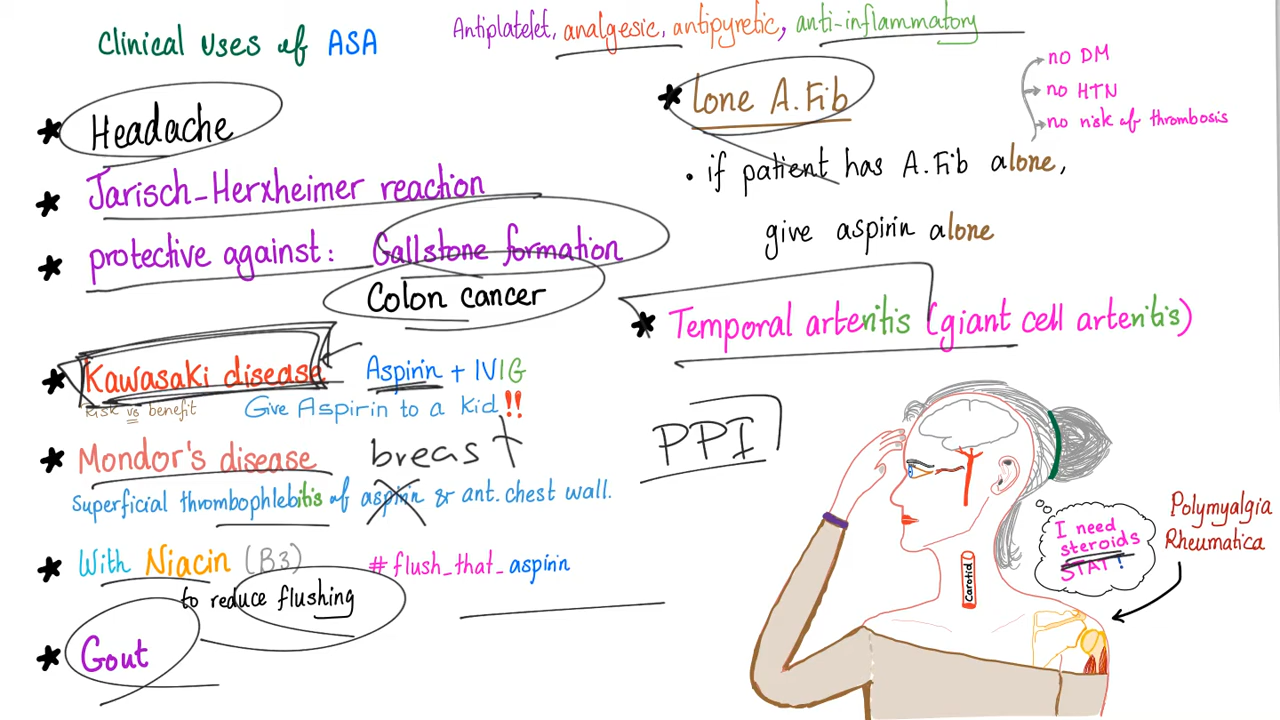 Clinical Uses of ASA
Antiplatelet, analgesic, antipyretic, anti-inflammatory
★ Headache
★ Jarisch-Herxheimer reaction
★ protective against: Gallstone formation
Colon cancer
★ Kawasaki disease Aspirin + IVIG
Risk vs benefit Give Aspirin to a kid !!
★ Mondor's disease breast
Superficial thrombophlebitis of aspirin & ant. chest wall.
★ With Niacin (B3) #flush_that_aspirin
to reduce flushing
★ Gout
★ lone A.Fib
no DM
no HTN
no risk of thrombosis
• if patient has A.Fib alone,
give aspirin alone
★ Temporal arteritis (giant cell arteritis)
PPI
I need
steroids
STAT!
Polymyalgia
Rheumatica
Carotid